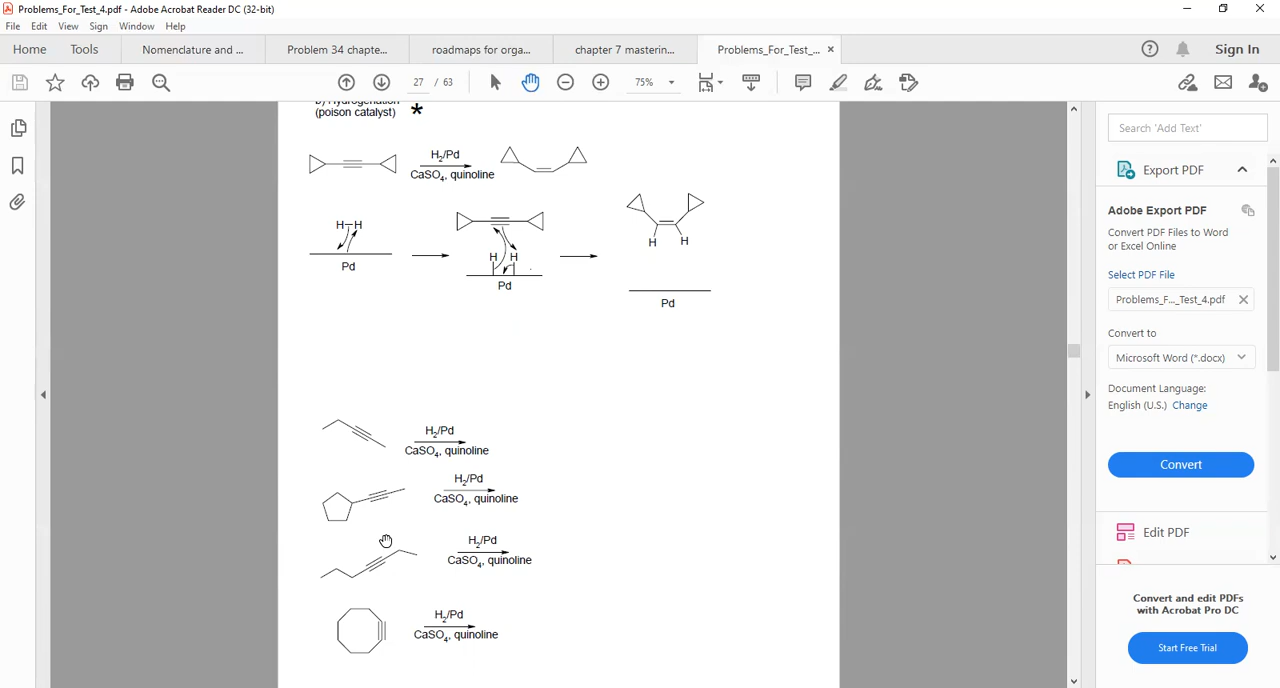 Problems_For_Test_4.pdf - Adobe Acrobat Reader DC (32-bit)
File Edit View Sign Window Help
Home Tools Nomenclature and ... Problem 34 chapte... roadmaps for orga... chapter 7 masterin... Problems_For_Test_... × Sign In
27 / 63 75%
b) Hydrogenation
(poison catalyst) *
H2/Pd
CaSO4, quinoline
H H
Pd
H H
Pd
H H
Pd
H2/Pd
CaSO4, quinoline
H2/Pd
CaSO4, quinoline
H2/Pd
CaSO4, quinoline
H2/Pd
CaSO4, quinoline
Search 'Add Text'
Export PDF
Adobe Export PDF
Convert PDF Files to Word
or Excel Online
Select PDF File
Problems_F..._Test_4.pdf
Convert to
Microsoft Word (*.docx)
Document Language:
English (U.S.) Change
Convert
Edit PDF
Convert and edit PDFs
with Acrobat Pro DC
Start Free Trial